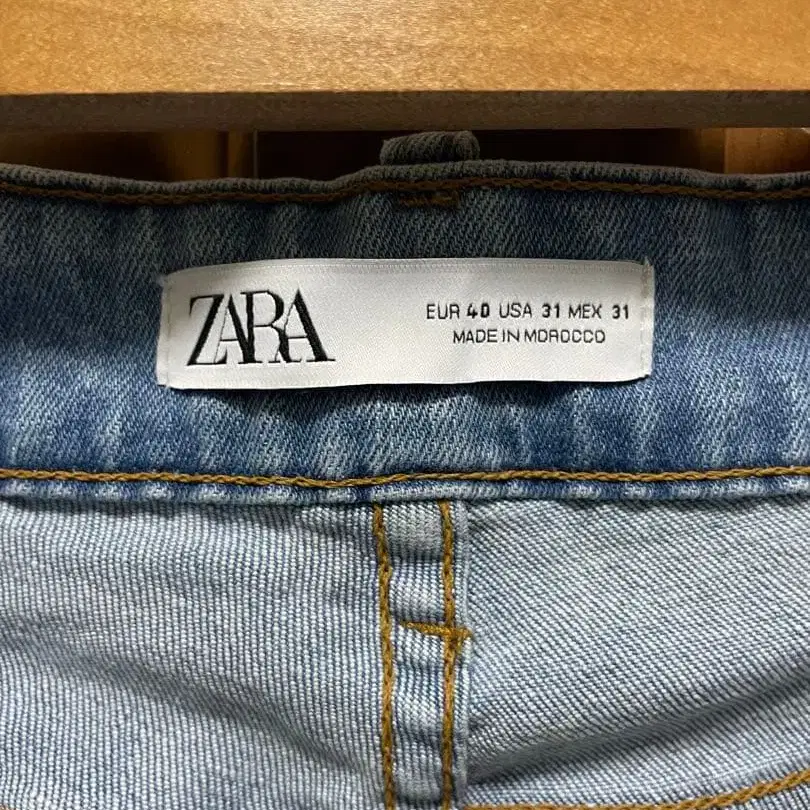 ZARA
EUR 40 USA 31 MEX 31
MADE IN MOROCCO